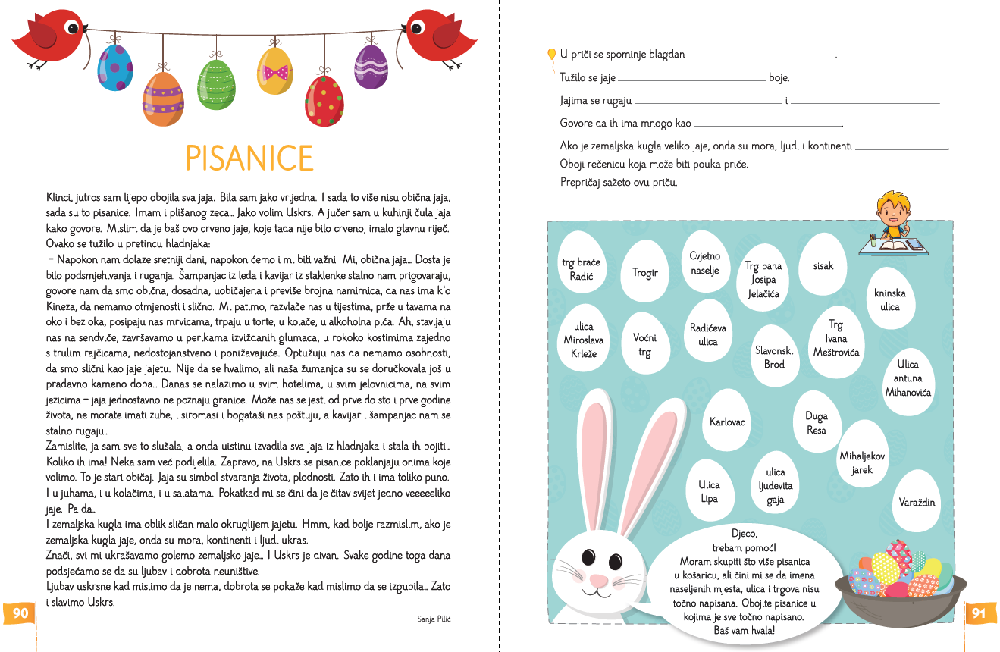 PISANICE
Klinci, jutros sam lijepo obojila sva jaja. Bila sam jako vrijedna. I sada to više nisu obična jaja,
sada su to pisanice. Imam i plišanog zeca... Jako volim Uskrs. A jučer sam u kuhinji čula jaja
kako govore. Mislim da je baš ovo crveno jaje, koje tada nije bilo crveno, imalo glavnu riječ.
Ovako se tužilo u pretincu hladnjaka:
– Napokon nam dolaze sretniji dani, napokon ćemo i mi biti važni. Mi, obična jaja... Dosta je
bilo podsmjehivanja i ruganja. Šampanjac iz leda i kavijar iz staklenke stalno nam prigovaraju,
govore nam da smo obična, dosadna, uobičajena i previše brojna namirnica, da nas ima k'o
Kineza, da nemamo otmjenosti i slično. Mi patimo, razvlače nas u tijestima, prže u tavama na
oko i bez oka, posipaju nas mrvicama, trpaju u torte, u kolače, u alkoholna pića. Ah, stavljaju
nas na sendviče, završavamo u perikama izviždanih glumaca, u rokoko kostimima zajedno
s trulim rajčicama, nedostojanstveno i ponižavajuće. Optužuju nas da nemamo osobnosti,
da smo slični kao jaje jajetu. Nije da se hvalimo, ali naša žumanjca su se doručkovala još u
pradavno kameno doba... Danas se nalazimo u svim hotelima, u svim jelovnicima, na svim
jezicima – jaja jednostavno ne poznaju granice. Može nas se jesti od prve do sto i prve godine
života, ne morate imati zube, i siromasi i bogataši nas poštuju, a kavijar i šampanjac nam se
stalno rugaju...
Zamislite, ja sam sve to slušala, a onda uistinu izvadila sva jaja iz hladnjaka i stala ih bojiti...
Koliko ih ima! Neka sam već podijelila. Zapravo, na Uskrs se pisanice poklanjaju onima koje
volimo. To je stari običaj. Jaja su simbol stvaranja života, plodnosti. Zato ih i ima toliko puno.
I u juhama, i u kolačima, i u salatama. Pokatkad mi se čini da je čitav svijet jedno veeeeeliko
jaje. Pa da...
I zemaljska kugla ima oblik sličan malo okruglijem jajetu. Hmm, kad bolje razmislim, ako je
zemaljska kugla jaje, onda su mora, kontinenti i ljudi ukras.
Znači, svi mi ukrašavamo golemo zemaljsko jaje... I Uskrs je divan. Svake godine toga dana
podsjećamo se da su ljubav i dobrota neuništive.
Ljubav uskrsne kad mislimo da je nema, dobrota se pokaže kad mislimo da se izgubila... Zato
i slavimo Uskrs.
Sanja Pilić
90
U priči se spominje blagdan ____________.
Tužilo se jaje ____________ boje.
Jajima se rugaju ____________ i ____________.
Govore da ih ima mnogo kao ____________.
Ako je zemaljska kugla veliko jaje, onda su mora, ljudi i kontinenti ____________.
Oboji rečenicu koja može biti pouka priče.
Prepričaj sažeto ovu priču.
trg braće
Radić
Trogir
Cvjetno
naselje
Trg bana
Josipa
Jelačića
sisak
kninska
ulica
ulica
Miroslava
Krleže
Voćni
trg
Radićeva
ulica
Slavonski
Brod
Trg
Ivana
Meštrovića
Ulica
antuna
Mihanovića
Karlovac
Duga
Resa
Mihaljekov
jarek
Ulica
Lipa
ulica
ljudevita
gaja
Varaždin
Djeco,
trebam pomoć!
Moram skupiti što više pisanica
u košaricu, ali čini mi se da imena
naseljenih mjesta, ulica i trgova nisu
točno napisana. Obojite pisanice u
kojima je sve točno napisano.
Baš vam hvala!
91